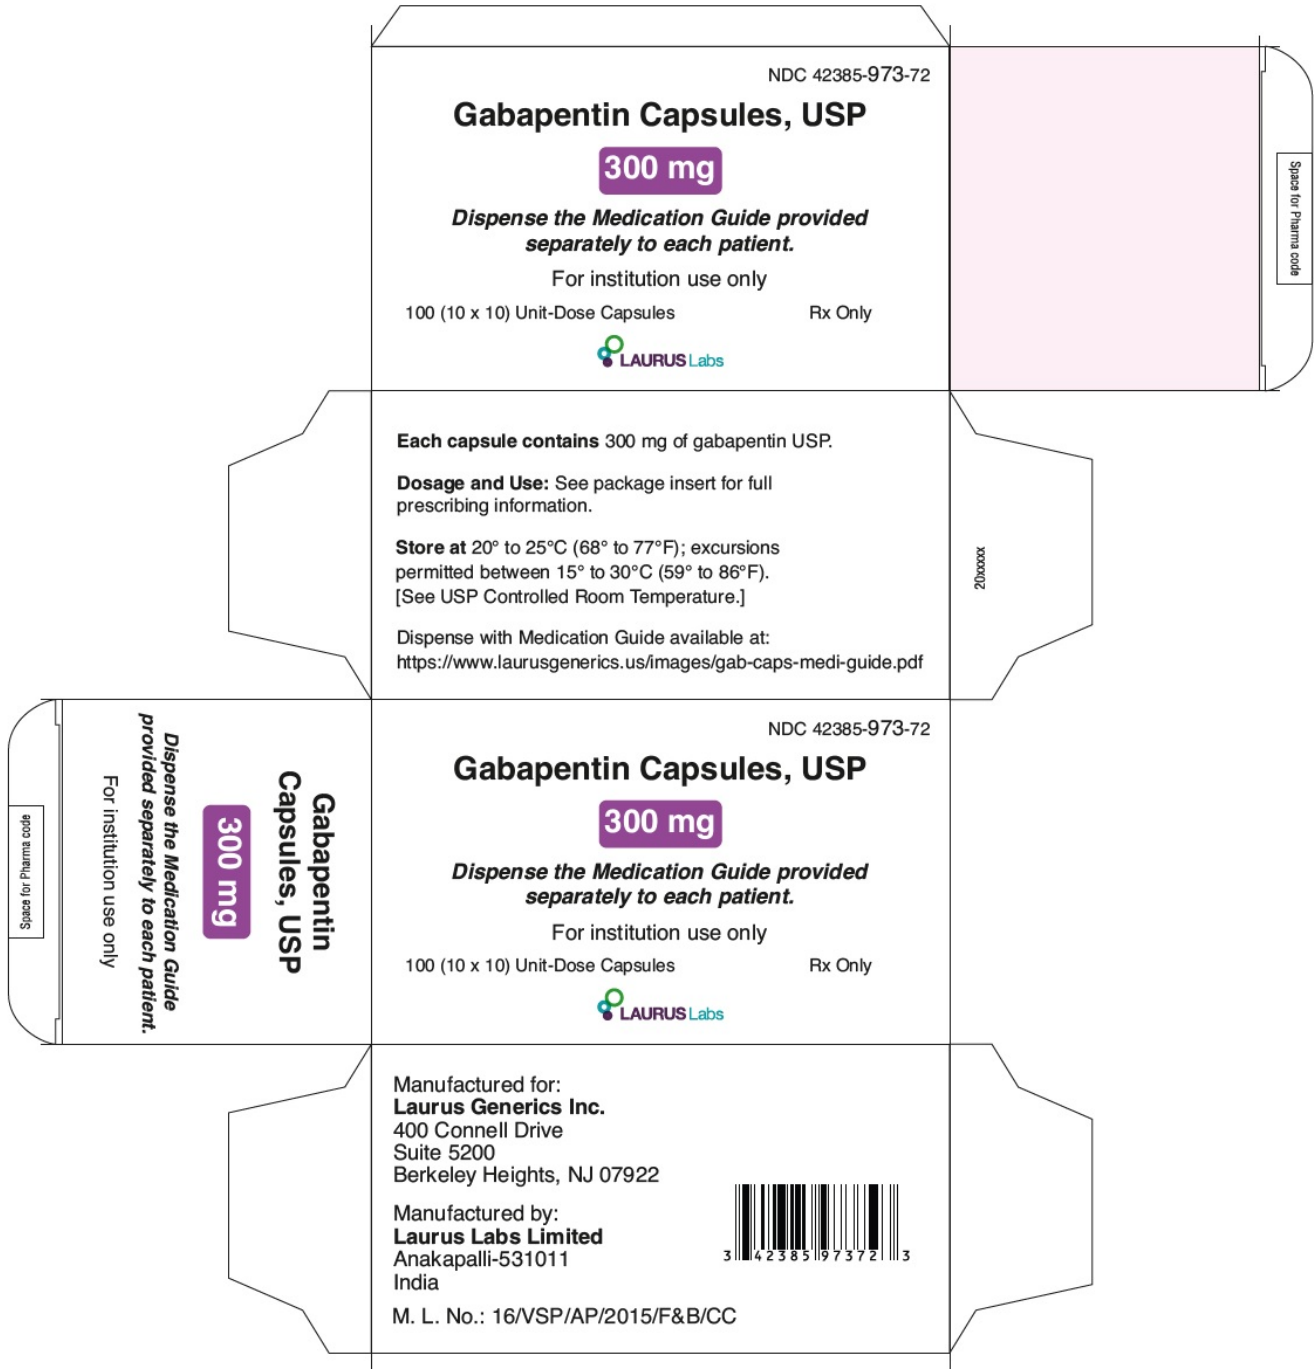 NDC 42385-973-72
Gabapentin Capsules, USP
300 mg
Dispense the Medication Guide provided
separately to each patient.
For institution use only
100 (10 x 10) Unit-Dose Capsules Rx Only
LAURUS Labs
Space for Pharma code
Each capsule contains 300 mg of gabapentin USP.
Dosage and Use: See package insert for full
prescribing information.
Store at 20° to 25°C (68° to 77°F); excursions
permitted between 15° to 30°C (59° to 86°F).
[See USP Controlled Room Temperature.]
Dispense with Medication Guide available at:
https://www.laurusgenerics.us/images/gab-caps-medi-guide.pdf
20xxxxx
Gabapentin
Capsules, USP
300 mg
Dispense the Medication Guide
provided separately to each patient.
For institution use only
Space for Pharma code
NDC 42385-973-72
Gabapentin Capsules, USP
300 mg
Dispense the Medication Guide provided
separately to each patient.
For institution use only
100 (10 x 10) Unit-Dose Capsules Rx Only
LAURUS Labs
Manufactured for:
Laurus Generics Inc.
400 Connell Drive
Suite 5200
Berkeley Heights, NJ 07922
Manufactured by:
Laurus Labs Limited
Anakapalli-531011
India
M. L. No.: 16/VSP/AP/2015/F&B/CC
3 42385 97372 3